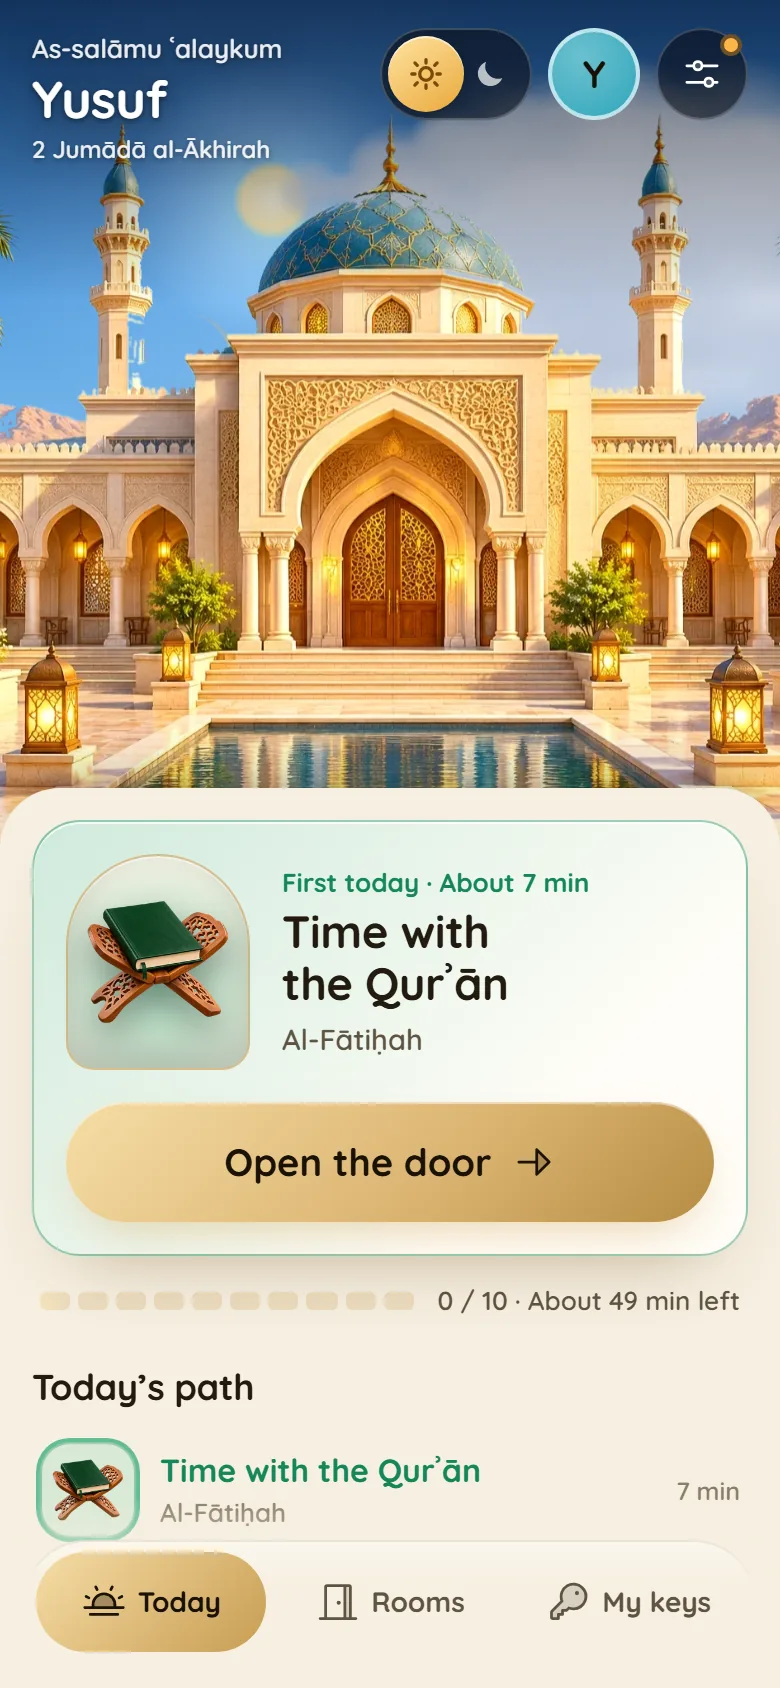 As-salāmu ʿalaykum
Yusuf
2 Jumādā al-Ākhirah
Y
First today · About 7 min
Time with
the Qurʾān
Al-Fātiḥah
Open the door
0 / 10 · About 49 min left
Today’s path
Time with the Qurʾān
Al-Fātiḥah
7 min
Today
Rooms
My keys